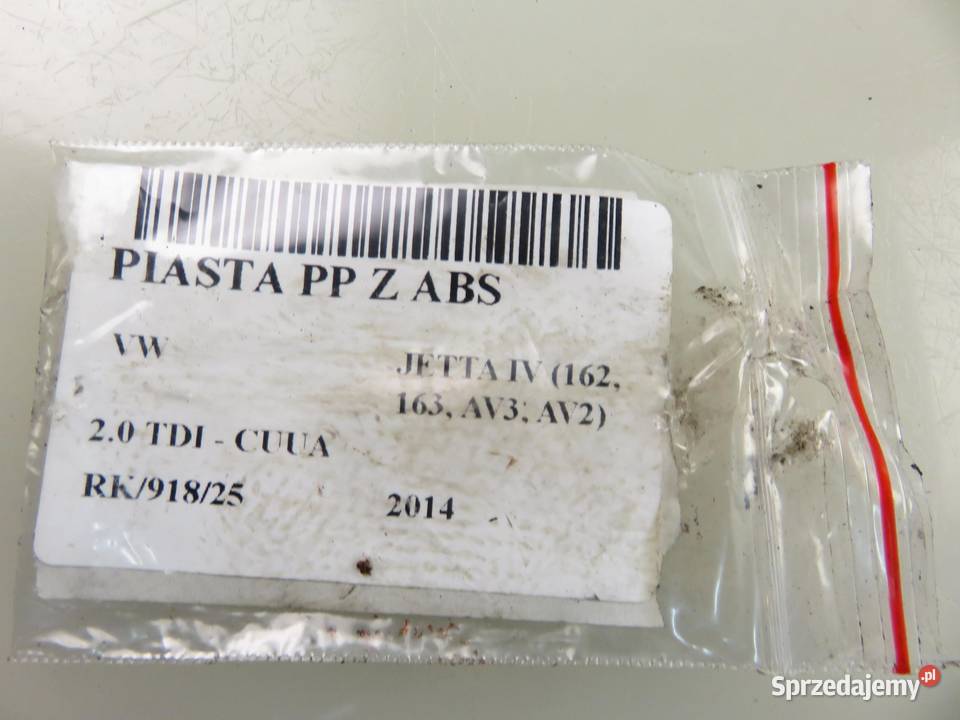 PIASTA PP Z ABS
VW
JETTA IV (162,
163, AV3, AV2)
2.0 TDI - CUUA
RK/918/25
2014
Sprzedajemy.pl